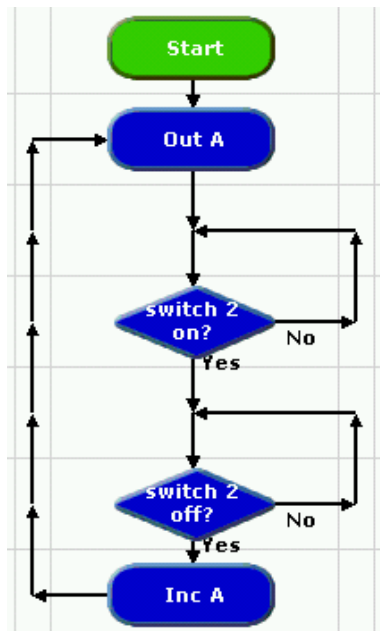 Start
Out A
switch 2
on?
No
Yes
switch 2
off?
No
Yes
Inc A